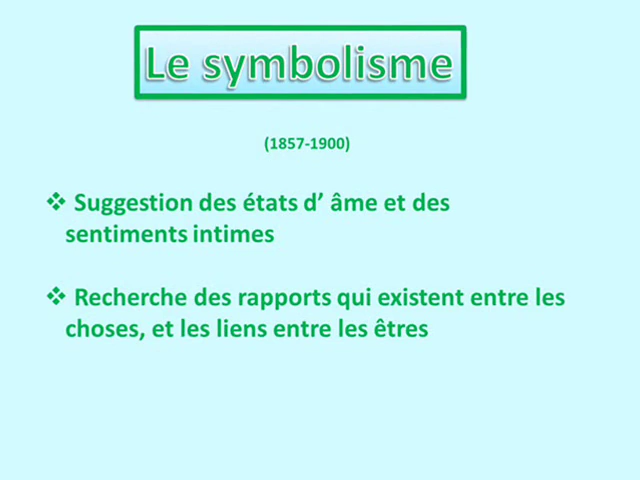 Le symbolisme
(1857-1900)
❖ Suggestion des états d’ âme et des
sentiments intimes
❖ Recherche des rapports qui existent entre les
choses, et les liens entre les êtres